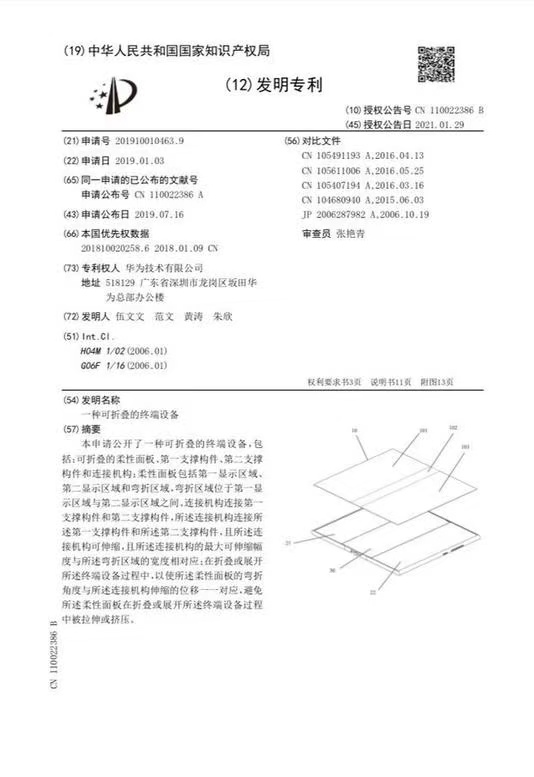 (19)中华人民共和国国家知识产权局
(12)发明专利
(10)授权公告号 CN 110022386 B
(45)授权公告日 2021.01.29
(21)申请号 201910010463.9
(22)申请日 2019.01.03
(65)同一申请的已公布的文献号
申请公布号 CN 110022386 A
(43)申请公布日 2019.07.16
(66)本国优先权数据
201810020258.6 2018.01.09 CN
(73)专利权人 华为技术有限公司
地址 518129 广东省深圳市龙岗区坂田华
为总部办公楼
(72)发明人 伍文文 范文 黄涛 朱欣
(51)Int.Cl.
H04M 1/02(2006.01)
G06F 1/16(2006.01)
(56)对比文件
CN 105491193 A,2016.04.13
CN 105611006 A,2016.05.25
CN 105407194 A,2016.03.16
CN 104680940 A,2015.06.03
JP 2006287982 A,2006.10.19
审查员 张艳青
权利要求书3页 说明书11页 附图13页
(54)发明名称
一种可折叠的终端设备
(57)摘要
本申请公开了一种可折叠的终端设备,包
括:可折叠的柔性面板、第一支撑构件、第二支撑
构件和连接机构;柔性面板包括第一显示区域、
第二显示区域和弯折区域,弯折区域位于第一显
示区域与第二显示区域之间,连接机构连接第一
支撑构件和第二支撑构件,所述连接机构连接所
述第一支撑构件和所述第二支撑构件,且所述连
接机构可伸缩,且所述连接机构的最大可伸缩幅
度与所述弯折区域的宽度相对应;在折叠或展开
所述终端设备过程中,以使所述柔性面板的弯折
角度与所述连接机构伸缩的位移一一对应,避免
所述柔性面板在折叠或展开所述终端设备过程
中被拉伸或挤压。
10
101
102
103
21
30
22
CN 110022386 B